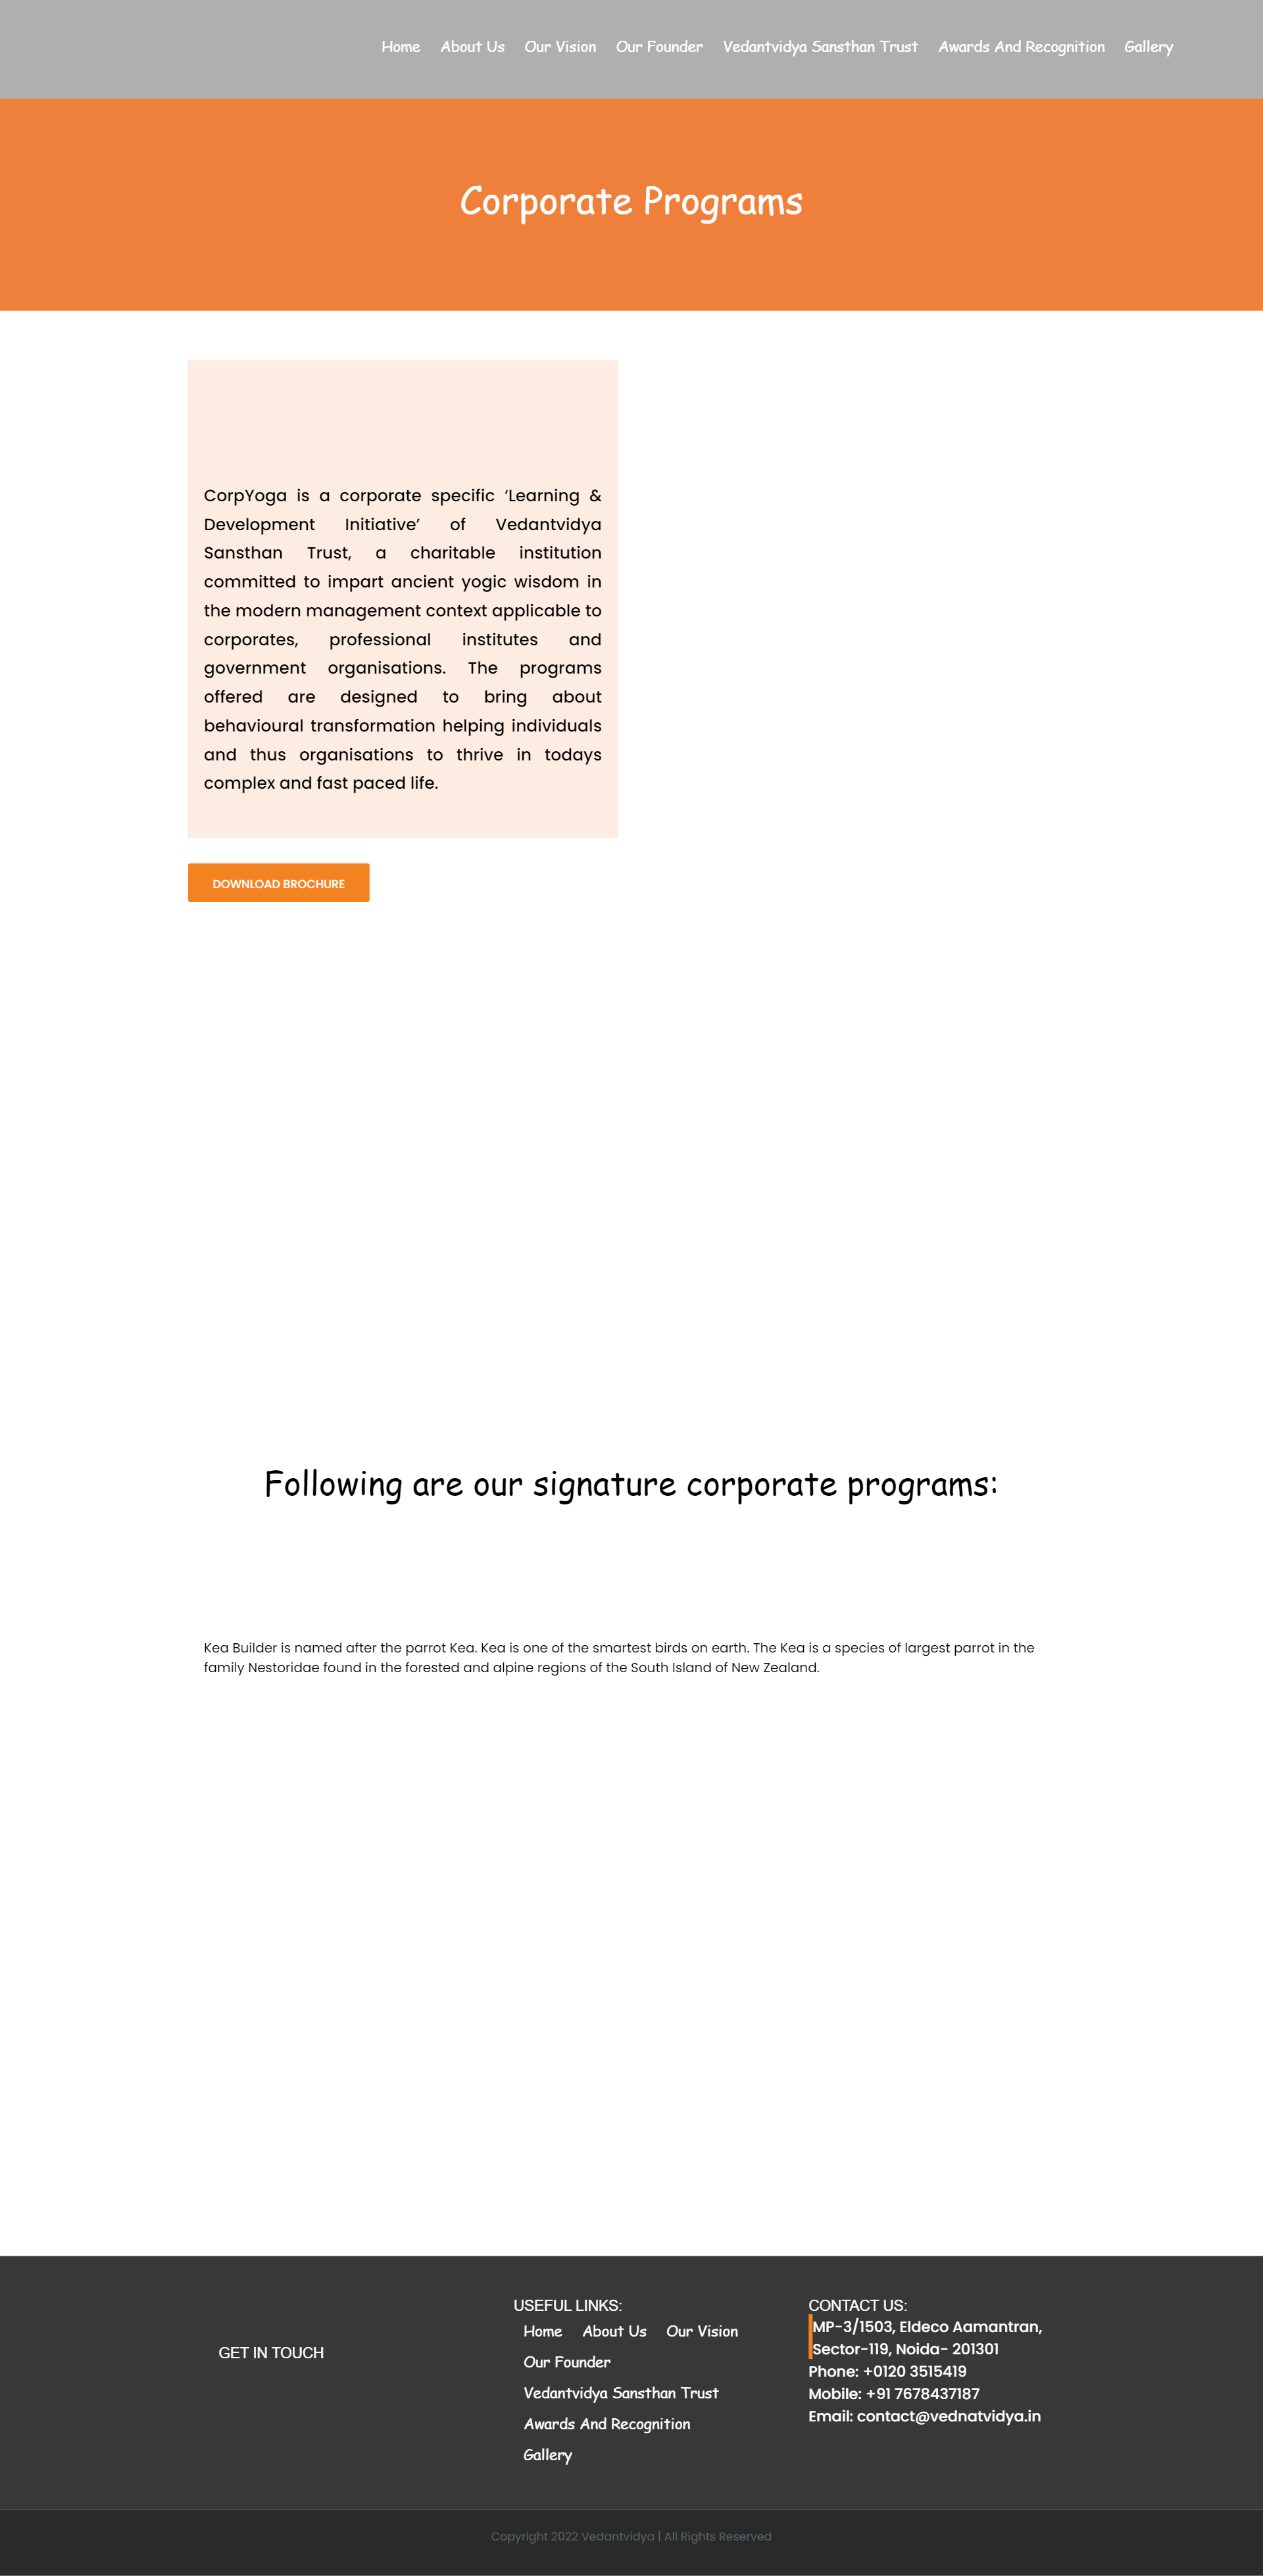 Home About Us Our Vision Our Founder Vedantvidya Sansthan Trust Awards And Recognition Gallery
Corporate Programs
CorpYoga is a corporate specific ‘Learning &
Development Initiative’ of Vedantvidya
Sansthan Trust, a charitable institution
committed to impart ancient yogic wisdom in
the modern management context applicable to
corporates, professional institutes and
government organisations. The programs
offered are designed to bring about
behavioural transformation helping individuals
and thus organisations to thrive in todays
complex and fast paced life.
DOWNLOAD BROCHURE
Following are our signature corporate programs:
Kea Builder is named after the parrot Kea. Kea is one of the smartest birds on earth. The Kea is a species of largest parrot in the
family Nestoridae found in the forested and alpine regions of the South Island of New Zealand.
GET IN TOUCH
USEFUL LINKS:
Home About Us Our Vision
Our Founder
Vedantvidya Sansthan Trust
Awards And Recognition
Gallery
CONTACT US:
MP-3/1503, Eldeco Aamantran,
Sector-119, Noida- 201301
Phone: +0120 3515419
Mobile: +91 7678437187
Email: contact@vednatvidya.in
Copyright 2022 Vedantvidya | All Rights Reserved